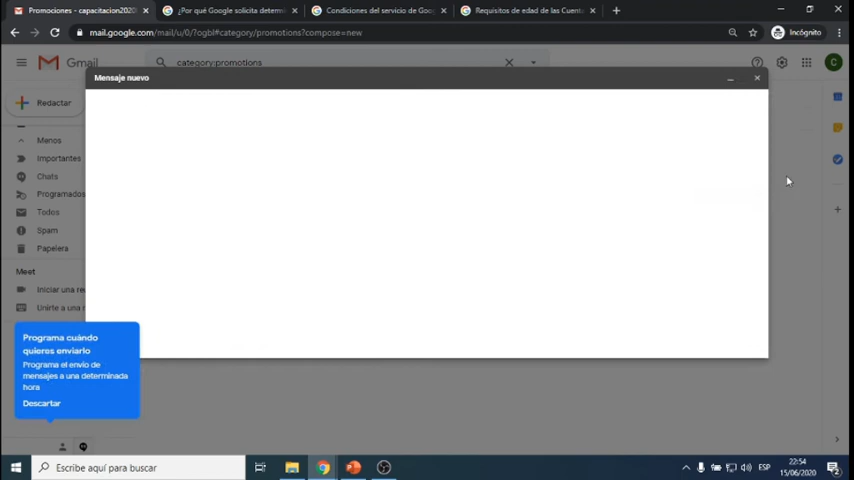 Promociones - capacitacion2020
¿Por qué Google solicita determi
Condiciones del servicio de Goog
Requisitos de edad de las Cuenta
mail.google.com/mail/u/0/?ogbl#category/promotions?compose=new
Incógnito
Gmail
category:promotions
C
Mensaje nuevo
Redactar
Menos
Importantes
Chats
Programados
Todos
Spam
Papelera
Meet
Iniciar una re
Unirte a una r
Programa cuándo
quieres enviarlo
Programa el envío de
mensajes a una determinada
hora
Descartar
Escribe aquí para buscar
ESP
22:54
15/06/2020
2